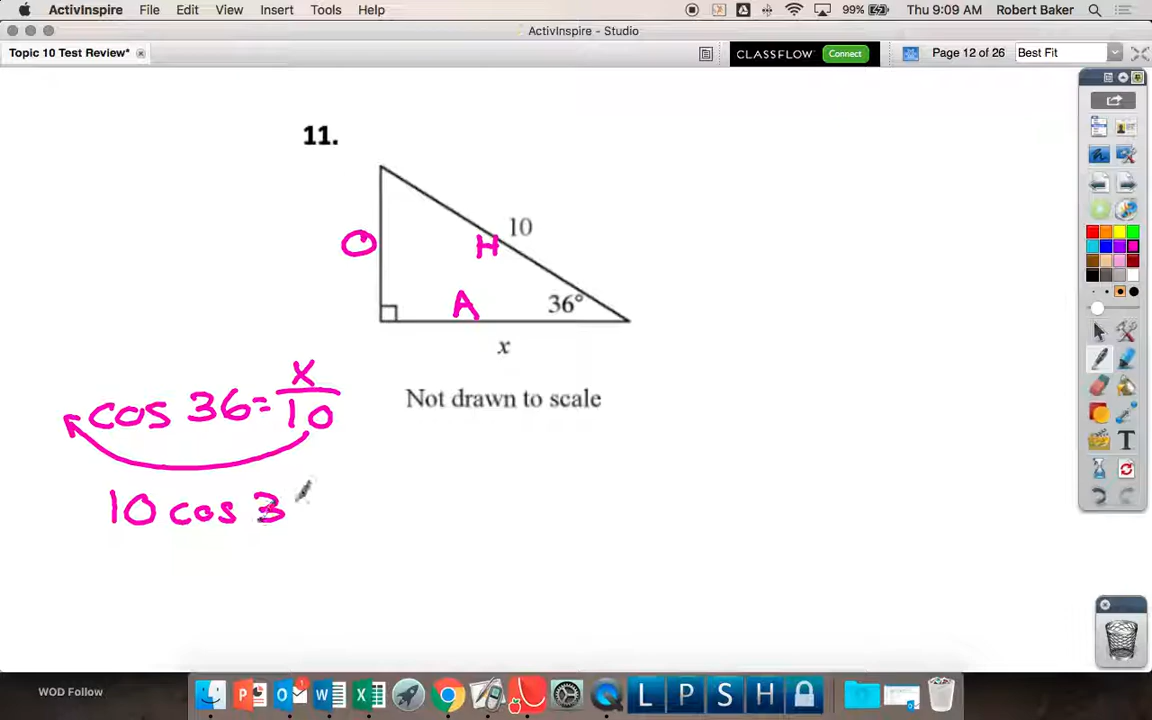 ActivInspire File Edit View Insert Tools Help 99% Thu 9:09 AM Robert Baker
ActivInspire - Studio
Topic 10 Test Review* CLASSFLOW Connect Page 12 of 26 Best Fit
11.
10
O
H
A
36°
x
Not drawn to scale
cos 36 = x/10
10 cos 3
T
WOD Follow
P O 1 W X L P S H